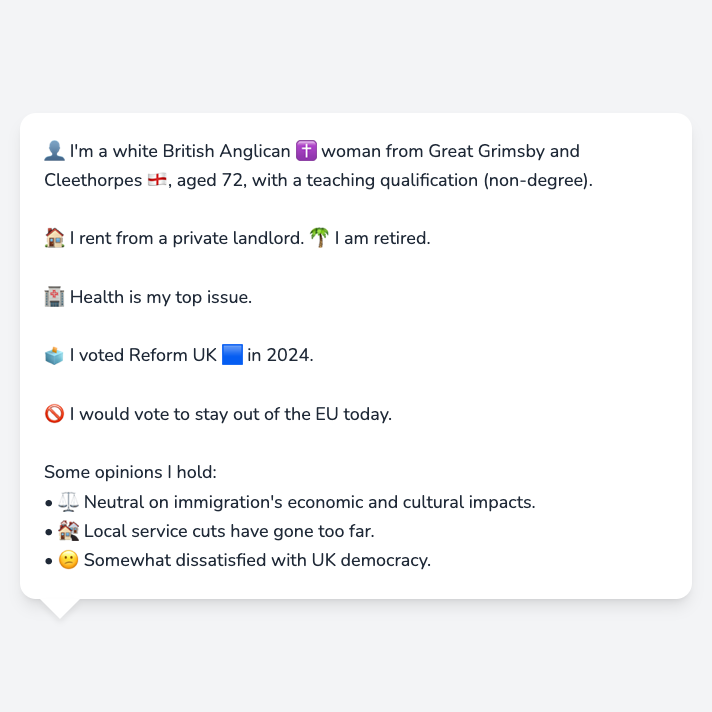 👤 I'm a white British Anglican ✝️ woman from Great Grimsby and
Cleethorpes 🏴󠁧󠁢󠁥󠁮󠁧󠁿, aged 72, with a teaching qualification (non-degree).
🏠 I rent from a private landlord. 🌴 I am retired.
🏥 Health is my top issue.
🗳️ I voted Reform UK 🟦 in 2024.
🚫 I would vote to stay out of the EU today.
Some opinions I hold:
• ⚖️ Neutral on immigration's economic and cultural impacts.
• 🏚️ Local service cuts have gone too far.
• 😕 Somewhat dissatisfied with UK democracy.